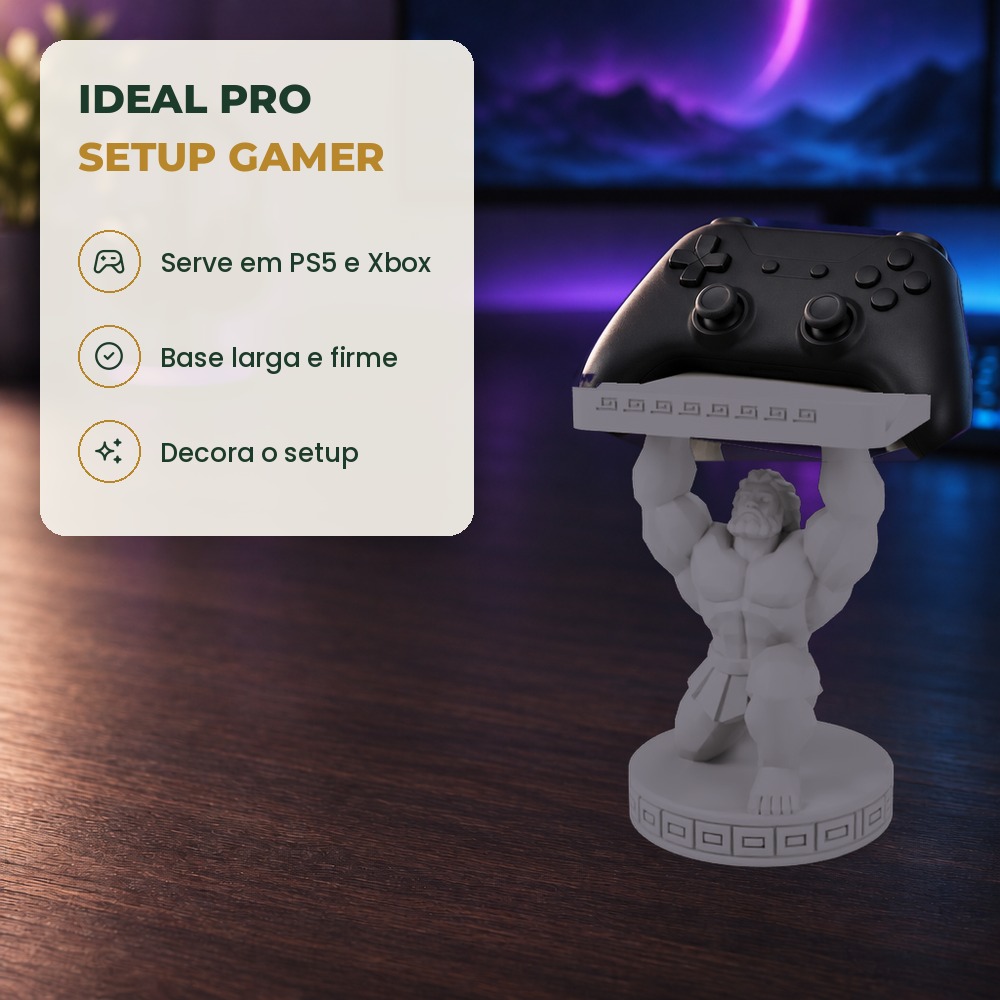 IDEAL PRO
SETUP GAMER
Serve em PS5 e Xbox
Base larga e firme
Decora o setup